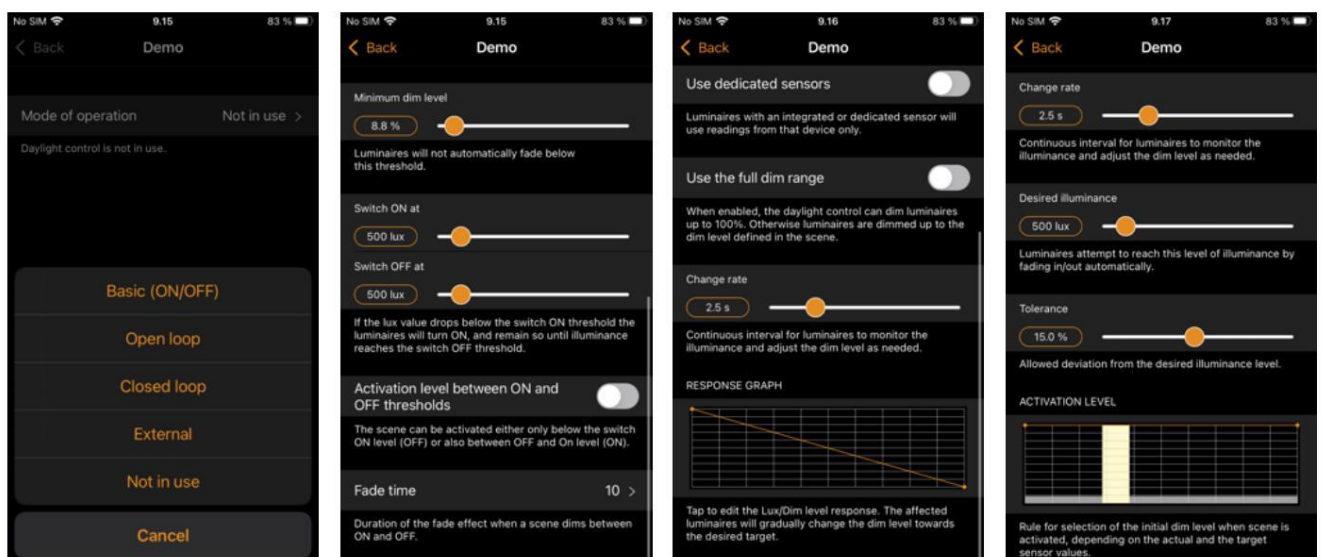 No SIM 9.15 83 %
Back Demo
Mode of operation Not in use >
Daylight control is not in use.
Basic (ON/OFF)
Open loop
Closed loop
External
Not in use
Cancel
No SIM 9.15 83 %
Back Demo
Minimum dim level
8.8 %
Luminaires will not automatically fade below
this threshold.
Switch ON at
500 lux
Switch OFF at
500 lux
If the lux value drops below the switch ON threshold the
luminaires will turn ON, and remain so until illuminance
reaches the switch OFF threshold.
Activation level between ON and
OFF thresholds
The scene can be activated either only below the switch
ON level (OFF) or also between OFF and On level (ON).
Fade time 10 >
Duration of the fade effect when a scene dims between
ON and OFF.
No SIM 9.16 83 %
Back Demo
Use dedicated sensors
Luminaires with an integrated or dedicated sensor will
use readings from that device only.
Use the full dim range
When enabled, the daylight control can dim luminaires
up to 100%. Otherwise luminaires are dimmed up to the
dim level defined in the scene.
Change rate
2.5 s
Continuous interval for luminaires to monitor the
illuminance and adjust the dim level as needed.
RESPONSE GRAPH
Tap to edit the Lux/Dim level response. The affected
luminaires will gradually change the dim level towards
the desired target.
No SIM 9.17 83 %
Back Demo
Change rate
2.5 s
Continuous interval for luminaires to monitor the
illuminance and adjust the dim level as needed.
Desired illuminance
500 lux
Luminaires attempt to reach this level of illuminance by
fading in/out automatically.
Tolerance
15.0 %
Allowed deviation from the desired illuminance level.
ACTIVATION LEVEL
Rule for selection of the initial dim level when scene is
activated, depending on the actual and the target
sensor values.